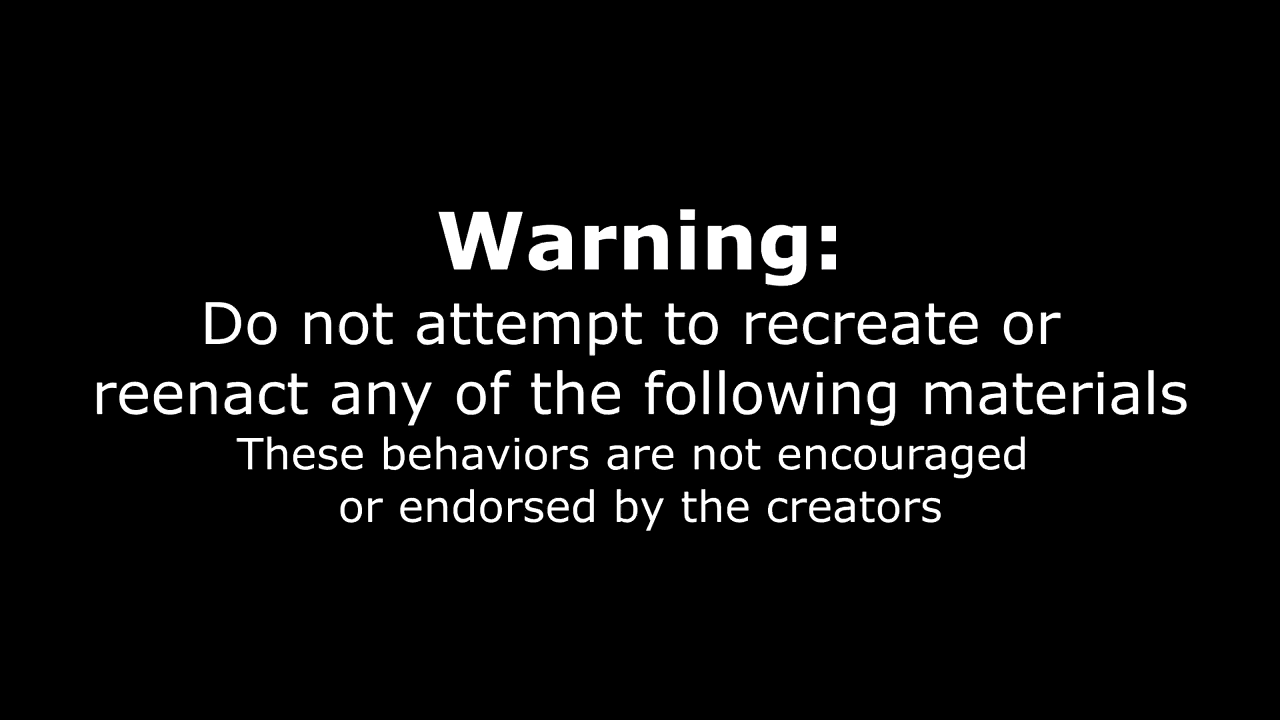 Warning:
Do not attempt to recreate or
reenact any of the following materials
These behaviors are not encouraged
or endorsed by the creators